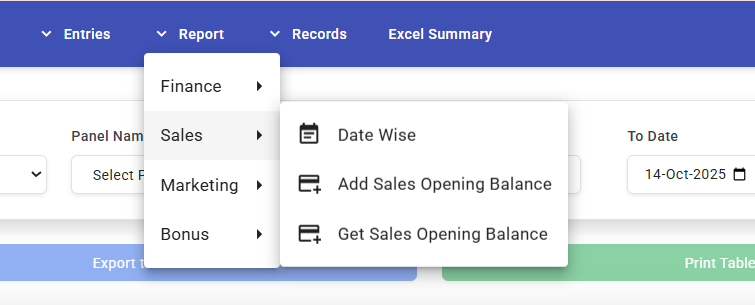 Entries
Report
Records
Excel Summary
Finance
Sales
Marketing
Bonus
Date Wise
Add Sales Opening Balance
Get Sales Opening Balance
Panel Nam
Select
To Date
14-Oct-2025
Export t
Print Table